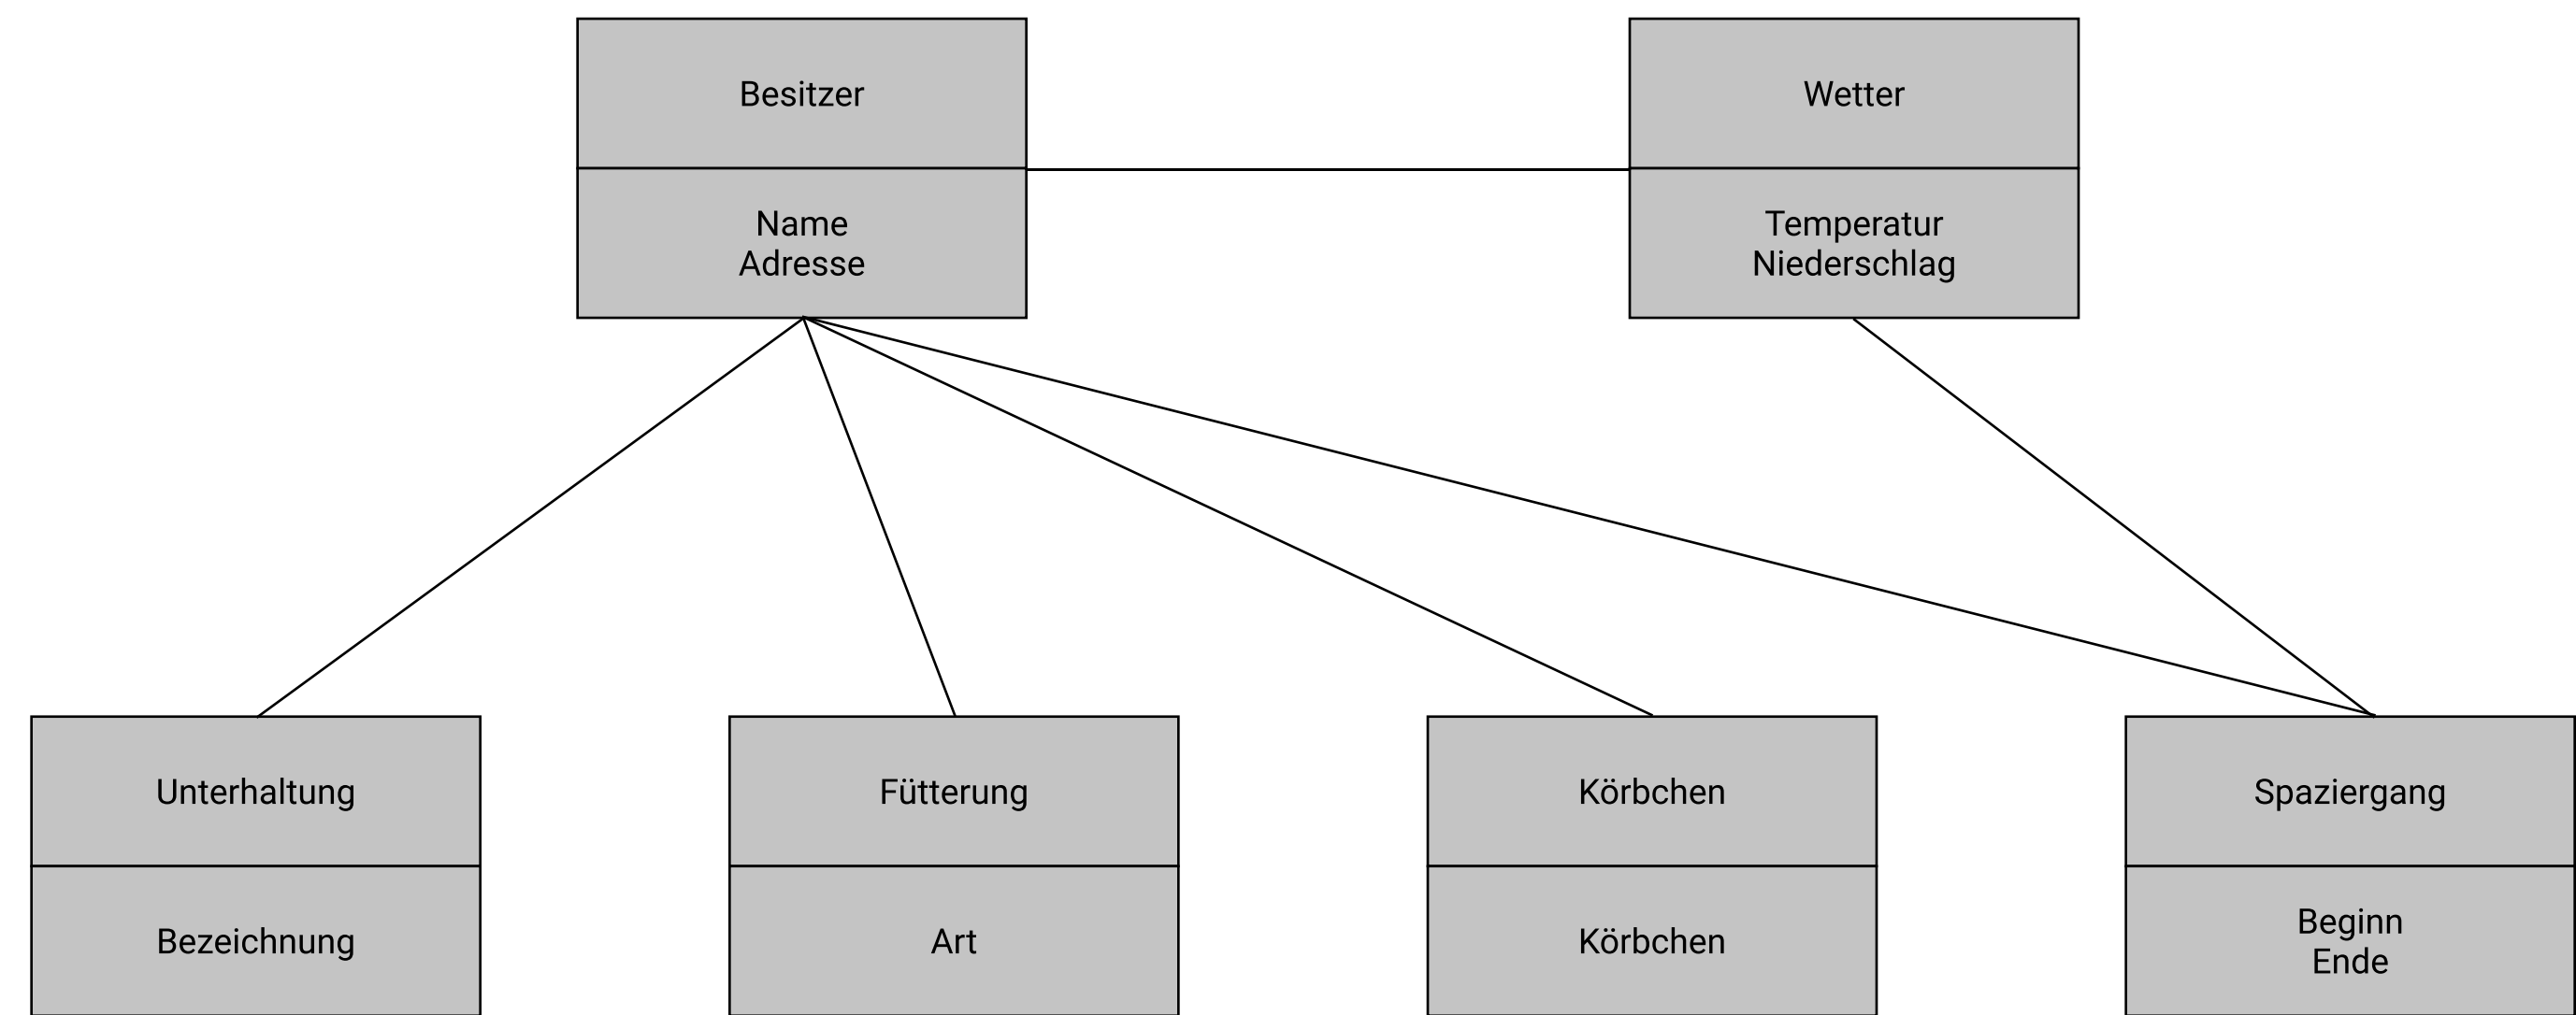 Besitzer
Name
Adresse
Wetter
Temperatur
Niederschlag
Unterhaltung
Bezeichnung
Fütterung
Art
Körbchen
Körbchen
Spaziergang
Beginn
Ende